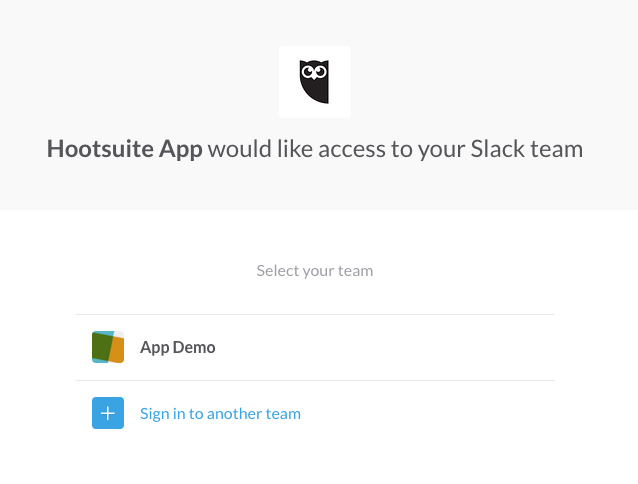 Hootsuite App would like access to your Slack team
Select your team
App Demo
Sign in to another team